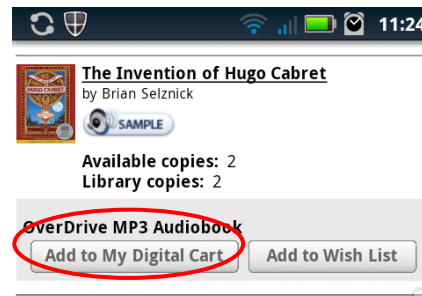 11:24
The Invention of Hugo Cabret
by Brian Selznick
SAMPLE
Available copies: 2
Library copies: 2
OverDrive MP3 Audiobook
Add to My Digital Cart
Add to Wish List